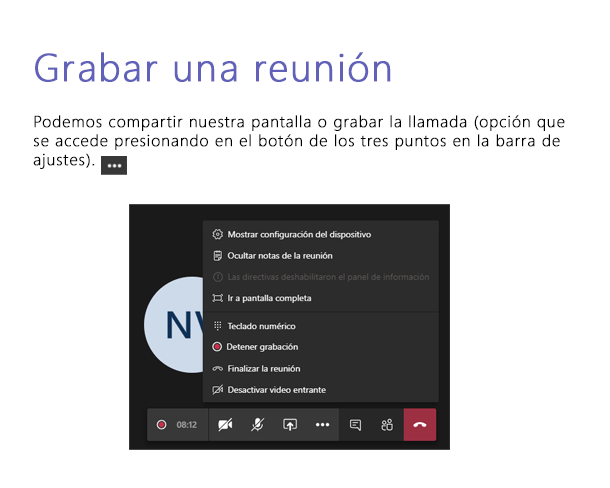 Grabar una reunión
Podemos compartir nuestra pantalla o grabar la llamada (opción que
se accede presionando en el botón de los tres puntos en la barra de
ajustes).
Mostrar configuración del dispositivo
Ocultar notas de la reunión
Las directivas deshabilitaron el panel de información
Ir a pantalla completa
NV
Teclado numérico
Detener grabación
Finalizar la reunión
Desactivar video entrante
08:12